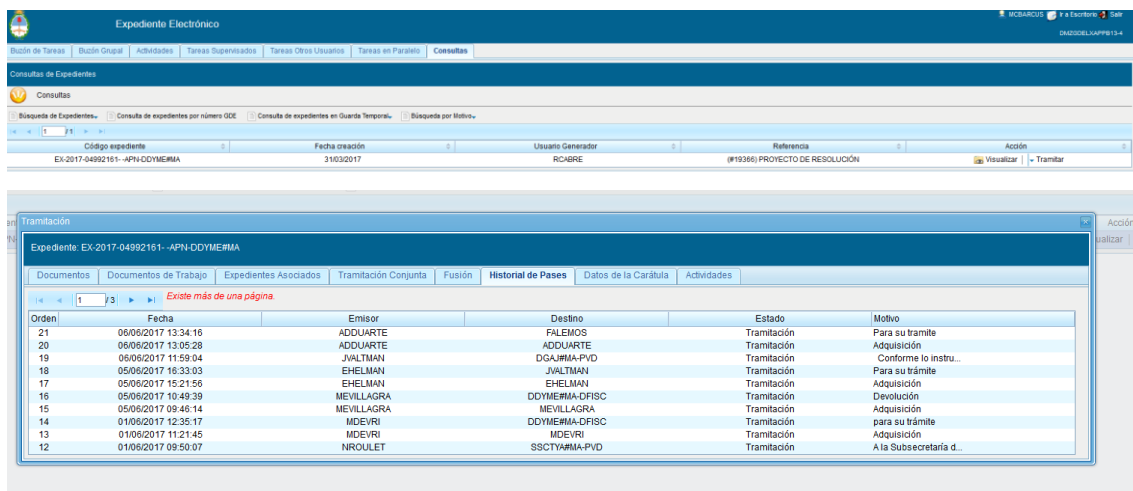 MCBARCUS Ir a Escritorio Salir
Expediente Electrónico
Buzón de Tareas Buzón Grupal Actividades Tareas Supervisados Tareas Otros Usuarios Tareas en Paralelo Consultas
Consultas de Expedientes
Consultas
Búsqueda de Expedientes Consulta de expedientes por número GDE Consulta de expedientes en Guarda Temporal Búsqueda por Motivo
1 / 1
Código expediente Fecha creación Usuario Generador Referencia Acción
EX-2017-04992161- -APN-DDYME#MA 31/03/2017 RCABRE (#19366) PROYECTO DE RESOLUCIÓN Visualizar Tramitar
Tramitación
Acción
ualizar
Expediente: EX-2017-04992161- -APN-DDYME#MA
Documentos Documentos de Trabajo Expedientes Asociados Tramitación Conjunta Fusión Historial de Pases Datos de la Carátula Actividades
1 / 3 Existe más de una página.
Orden Fecha Emisor Destino Estado Motivo
21 06/06/2017 13:34:16 ADDUARTE FALEMOS Tramitación Para su tramite
20 06/06/2017 13:05:28 ADDUARTE ADDUARTE Tramitación Adquisición
19 06/06/2017 11:59:04 JVALTMAN DGAJ#MA-PVD Tramitación Conforme lo instru...
18 05/06/2017 16:33:03 EHELMAN JVALTMAN Tramitación Para su trámite
17 05/06/2017 15:21:56 EHELMAN EHELMAN Tramitación Adquisición
16 05/06/2017 10:49:39 MEVILLAGRA DDYME#MA-DFISC Tramitación Devolución
15 05/06/2017 09:46:14 MEVILLAGRA MEVILLAGRA Tramitación Adquisición
14 01/06/2017 12:35:17 MDEVRI DDYME#MA-DFISC Tramitación para su trámite
13 01/06/2017 11:21:45 MDEVRI MDEVRI Tramitación Adquisición
12 01/06/2017 09:50:07 NROULET SSCTYA#MA-PVD Tramitación A la Subsecretaría d...